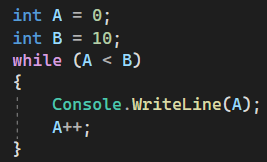 int A = 0;
int B = 10;
while (A < B)
{
    Console.WriteLine(A);
    A++;
}